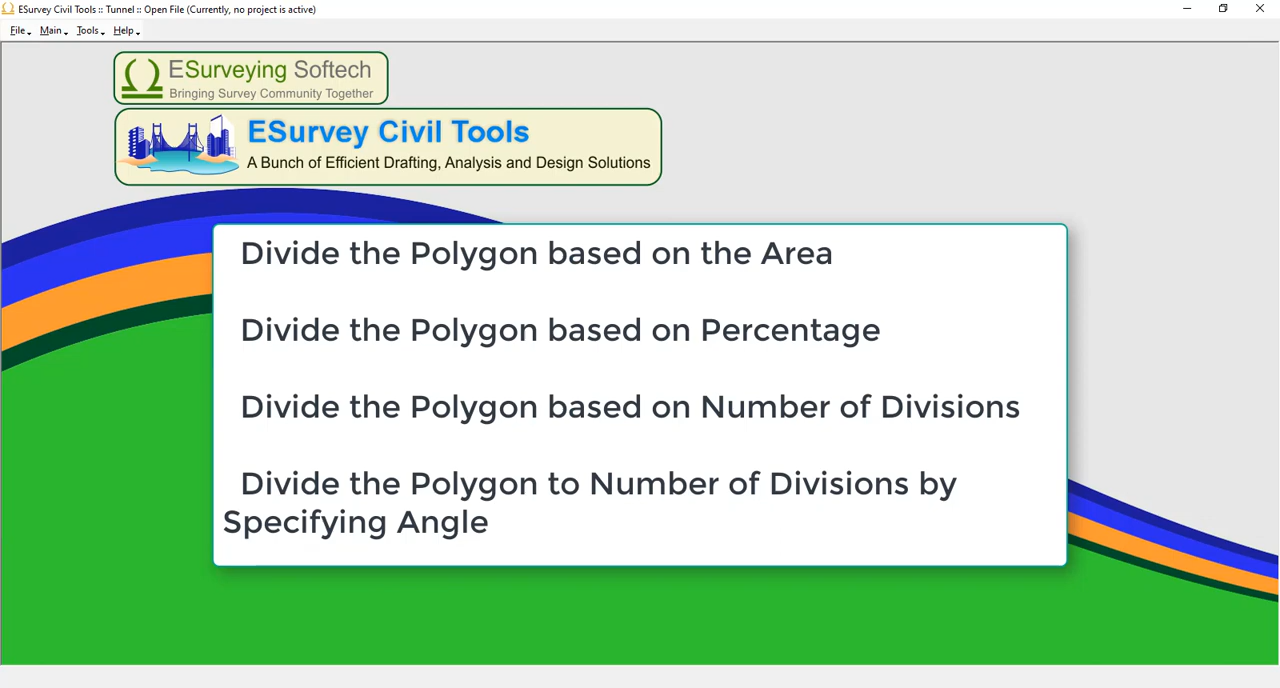 ESurvey Civil Tools :: Tunnel :: Open File (Currently, no project is active)
File Main Tools Help
ESurveying Softech
Bringing Survey Community Together
ESurvey Civil Tools
A Bunch of Efficient Drafting, Analysis and Design Solutions
Divide the Polygon based on the Area
Divide the Polygon based on Percentage
Divide the Polygon based on Number of Divisions
Divide the Polygon to Number of Divisions by
Specifying Angle